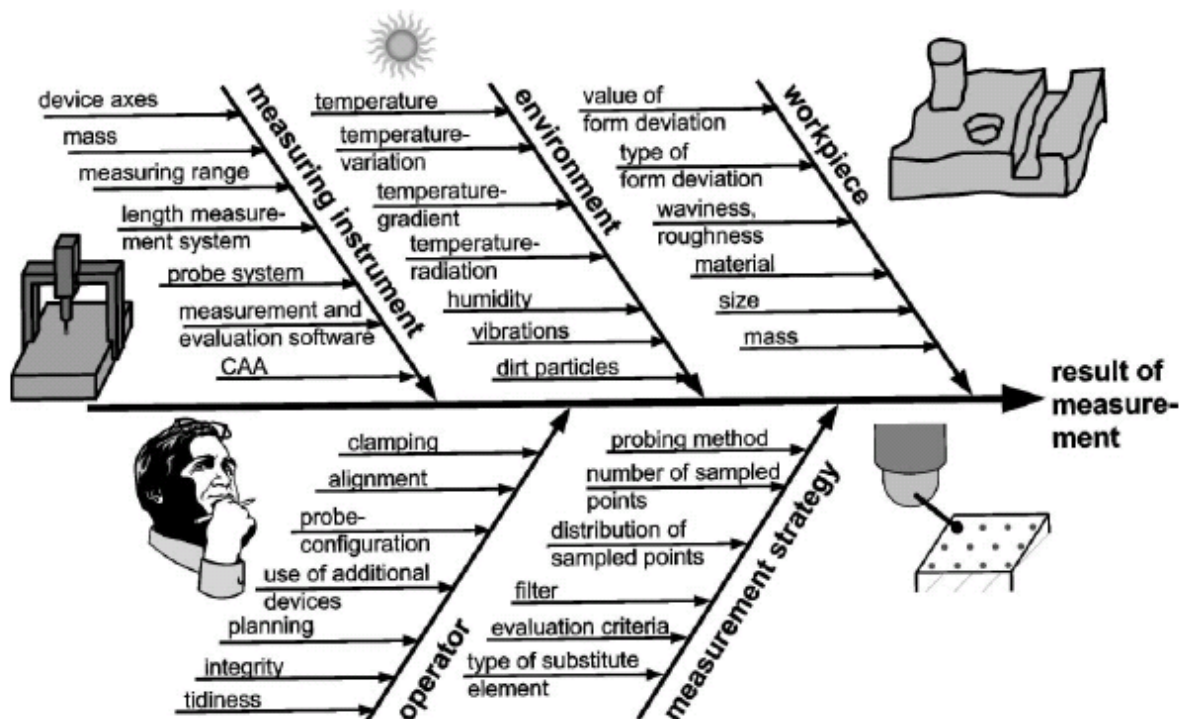 device axes
mass
measuring range
length measure-
ment system
probe system
measurement and
evaluation software
CAA
measuring instrument
temperature
temperature-
variation
temperature-
gradient
temperature-
radiation
humidity
vibrations
dirt particles
environment
value of
form deviation
type of
form deviation
waviness,
roughness
material
size
mass
workpiece
result of
measure-
ment
clamping
alignment
probe-
configuration
use of additional
devices
planning
integrity
tidiness
operator
probing method
number of sampled
points
distribution of
sampled points
filter
evaluation criteria
type of substitute
element
measurement strategy